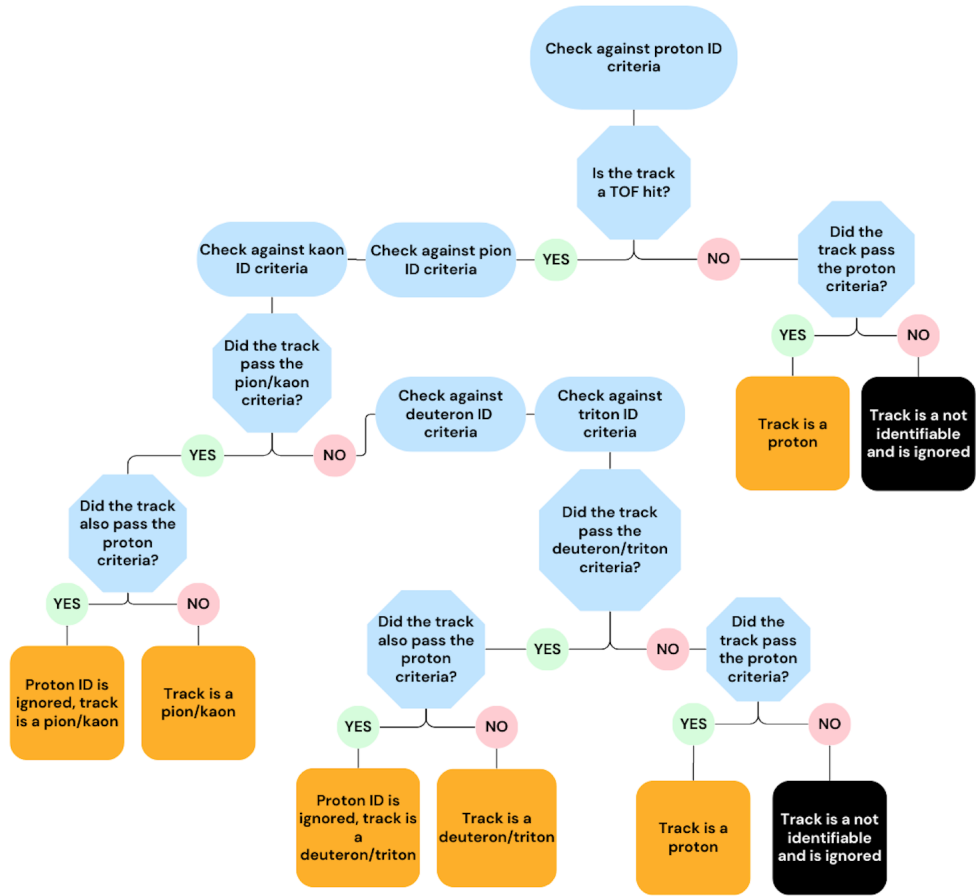 Check against proton ID
criteria
Is the track
a TOF hit?
Check against kaon
ID criteria
Check against pion
ID criteria
YES
NO
Did the
track pass
the proton
criteria?
YES
NO
Track is a
proton
Track is a not
identifiable
and is ignored
Did the track
pass the
pion/kaon
criteria?
YES
NO
Check against
deuteron ID
criteria
Check against
triton ID
criteria
Did the track
also pass the
proton
criteria?
YES
NO
Proton ID is
ignored, track
is a pion/kaon
Track is a
pion/kaon
Did the track
pass the
deuteron/triton
criteria?
YES
NO
Did the track
also pass the
proton
criteria?
YES
NO
Proton ID is
ignored, track is
a
deuteron/triton
Track is a
deuteron/triton
Did the
track pass
the proton
criteria?
YES
NO
Track is a
proton
Track is a not
identifiable
and is ignored